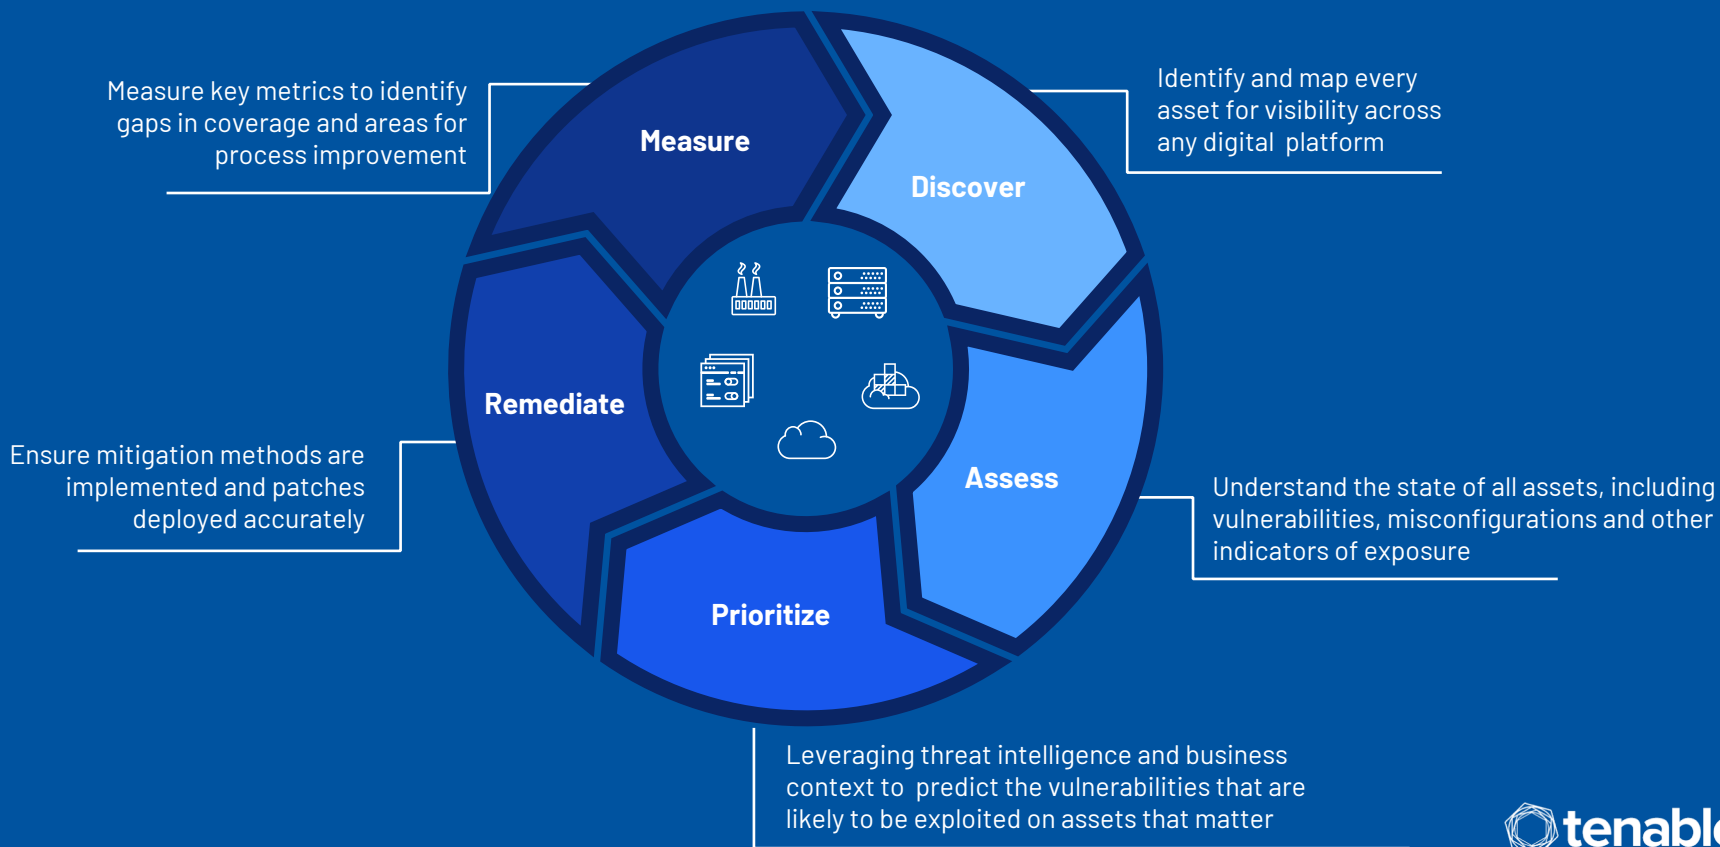 Measure key metrics to identify
gaps in coverage and areas for
process improvement
Measure
Discover
Identify and map every
asset for visibility across
any digital platform
Remediate
Ensure mitigation methods are
implemented and patches
deployed accurately
Assess
Understand the state of all assets, including
vulnerabilities, misconfigurations and other
indicators of exposure
Prioritize
Leveraging threat intelligence and business
context to predict the vulnerabilities that are
likely to be exploited on assets that matter
tenable